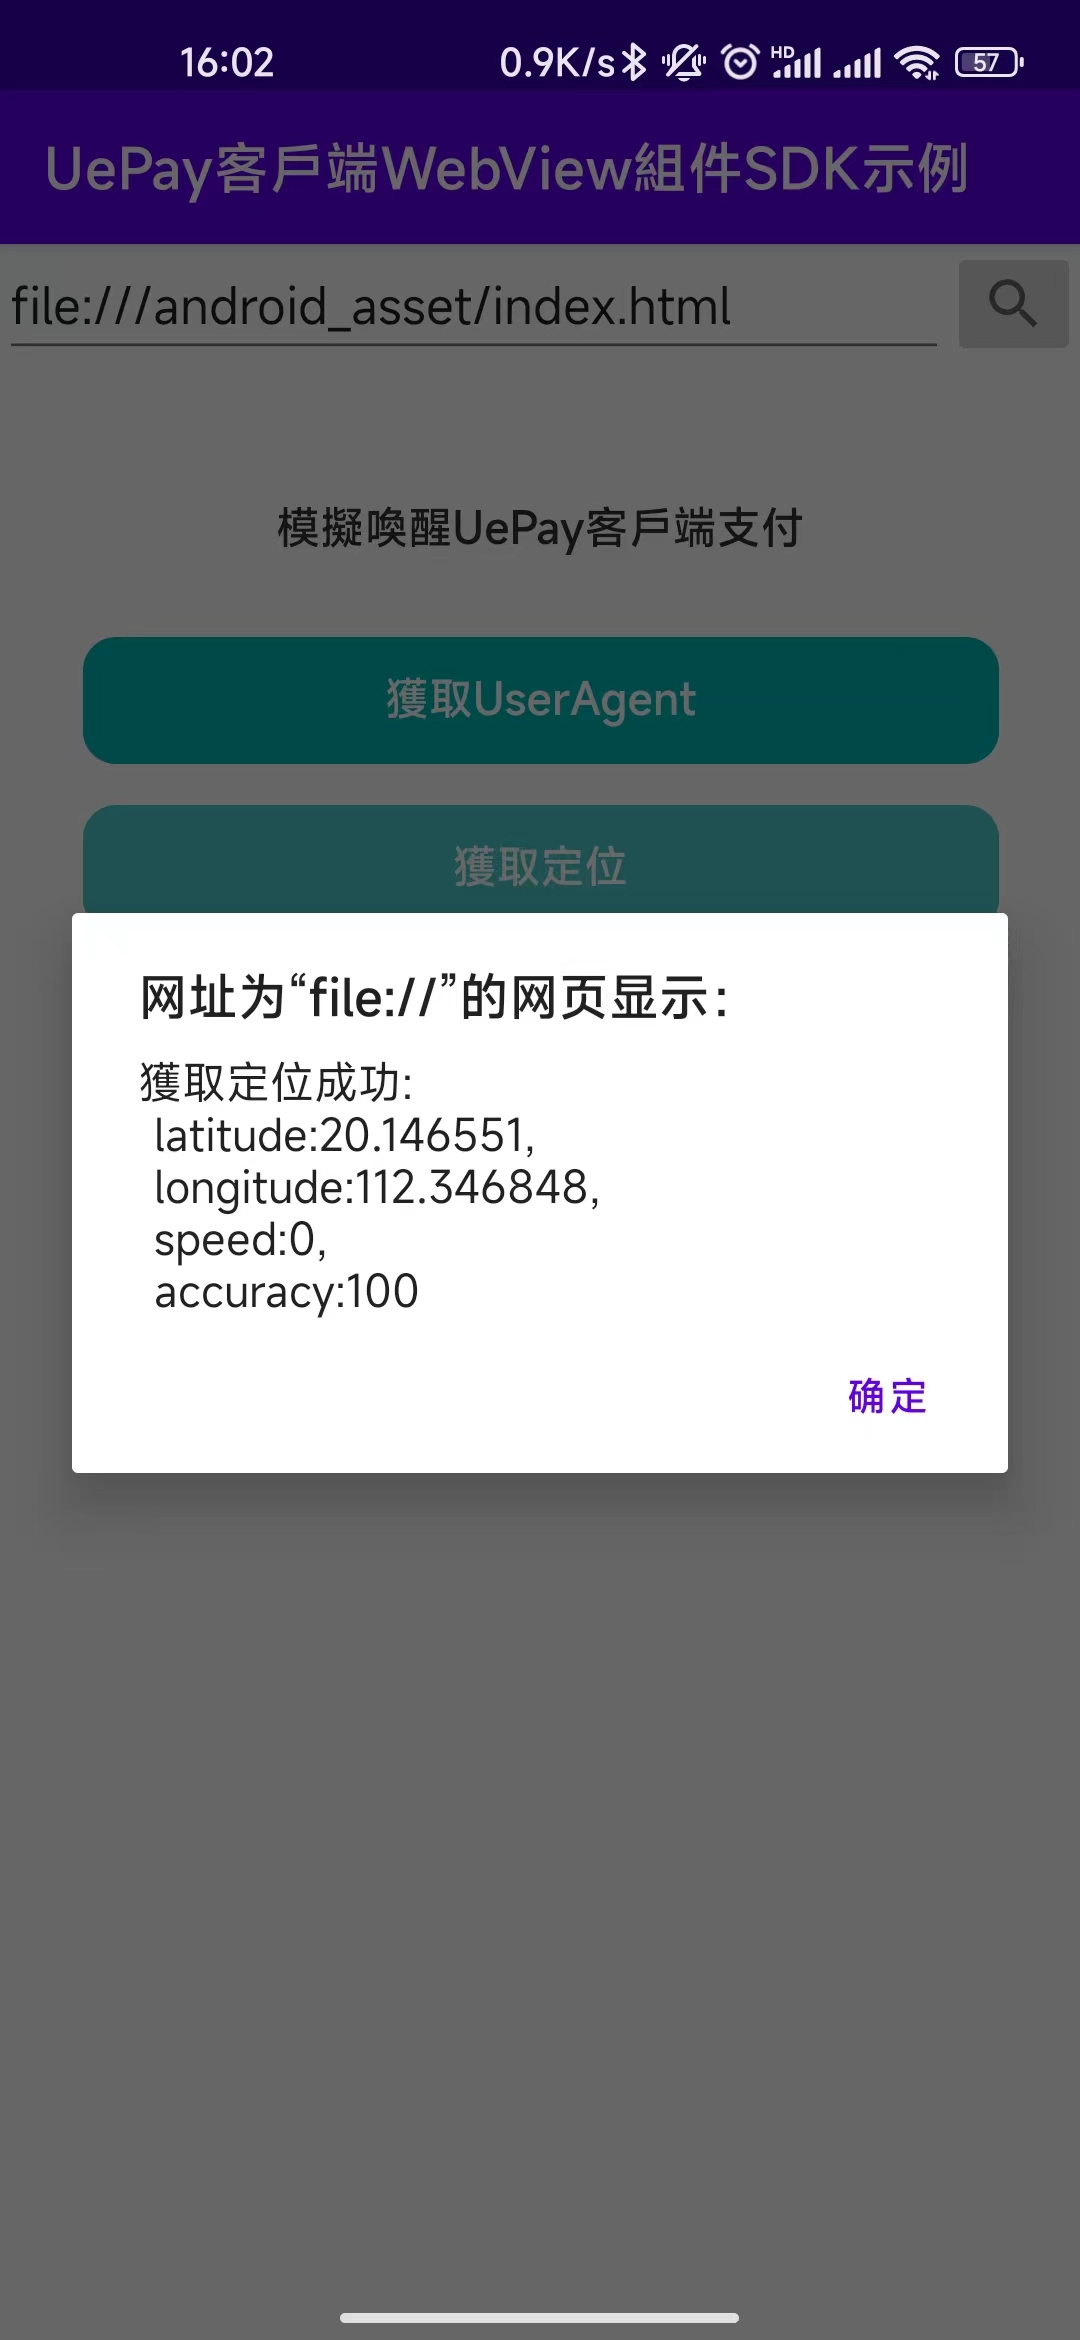 16:02 0.9K/s HD 57
UePay客戶端WebView組件SDK示例
file:///android_asset/index.html
模擬喚醒UePay客戶端支付
獲取UserAgent
獲取定位
网址为“file://”的网页显示：
獲取定位成功:
latitude:20.146551,
longitude:112.346848,
speed:0,
accuracy:100
确定